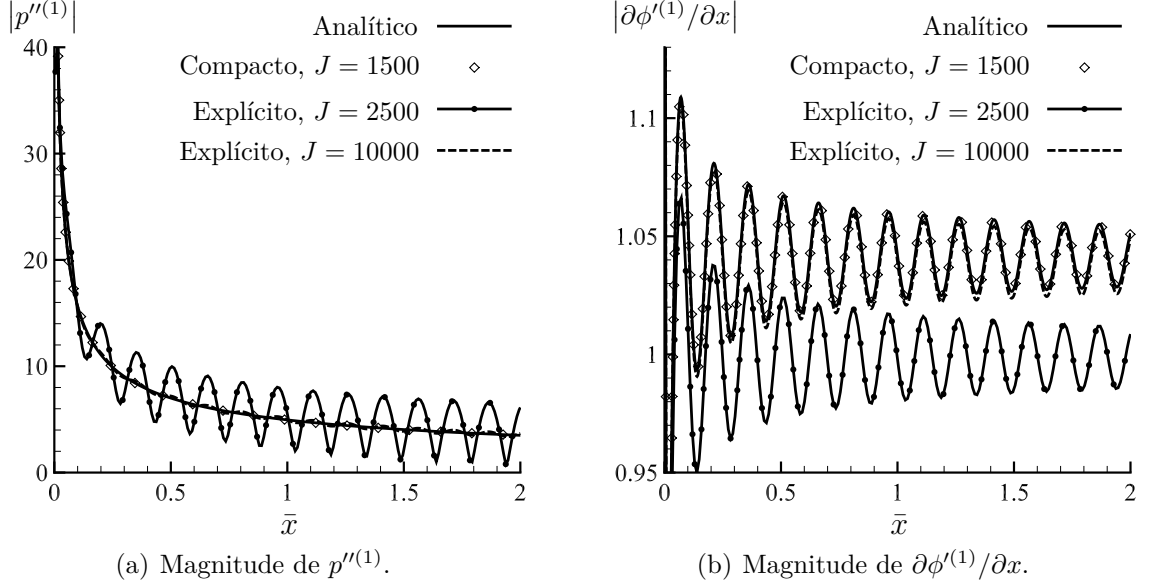 |p′′⁽¹⁾|
Analítico
Compacto, J = 1500
Explícito, J = 2500
Explícito, J = 10000
40
30
20
10
0
0 0.5 1 1.5 2
x̄
(a) Magnitude de p′′⁽¹⁾.
|∂ϕ′⁽¹⁾/∂x|
Analítico
Compacto, J = 1500
Explícito, J = 2500
Explícito, J = 10000
1.1
1.05
1
0.95
0 0.5 1 1.5 2
x̄
(b) Magnitude de ∂ϕ′⁽¹⁾/∂x.